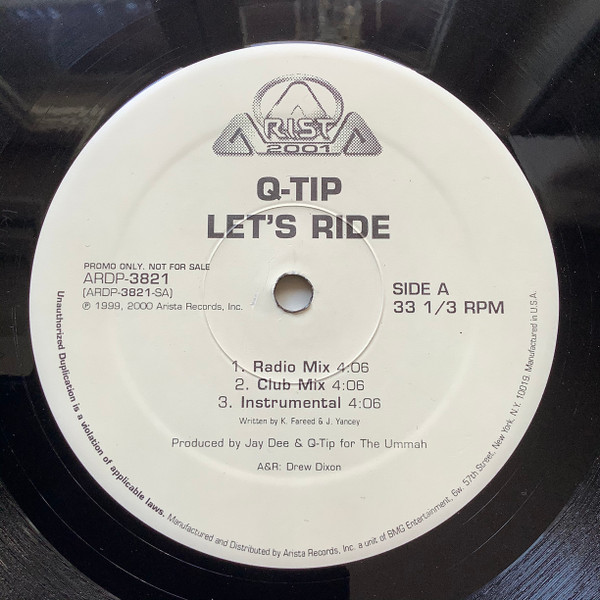 ARISTA
2001
Q-TIP
LET'S RIDE
PROMO ONLY. NOT FOR SALE
ARDP-3821
(ARDP-3821-SA)
℗ 1999, 2000 Arista Records, Inc.
SIDE A
33 1/3 RPM
1. Radio Mix 4:06
2. Club Mix 4:06
3. Instrumental 4:06
Written by K. Fareed & J. Yancey
Produced by Jay Dee & Q-Tip for The Ummah
A&R: Drew Dixon
Unauthorized Duplication is a violation of applicable laws. Manufactured and Distributed by Arista Records, Inc. a unit of BMG Entertainment, 6w. 57th Street, New York, N.Y. 10019. Manufactured in U.S.A.